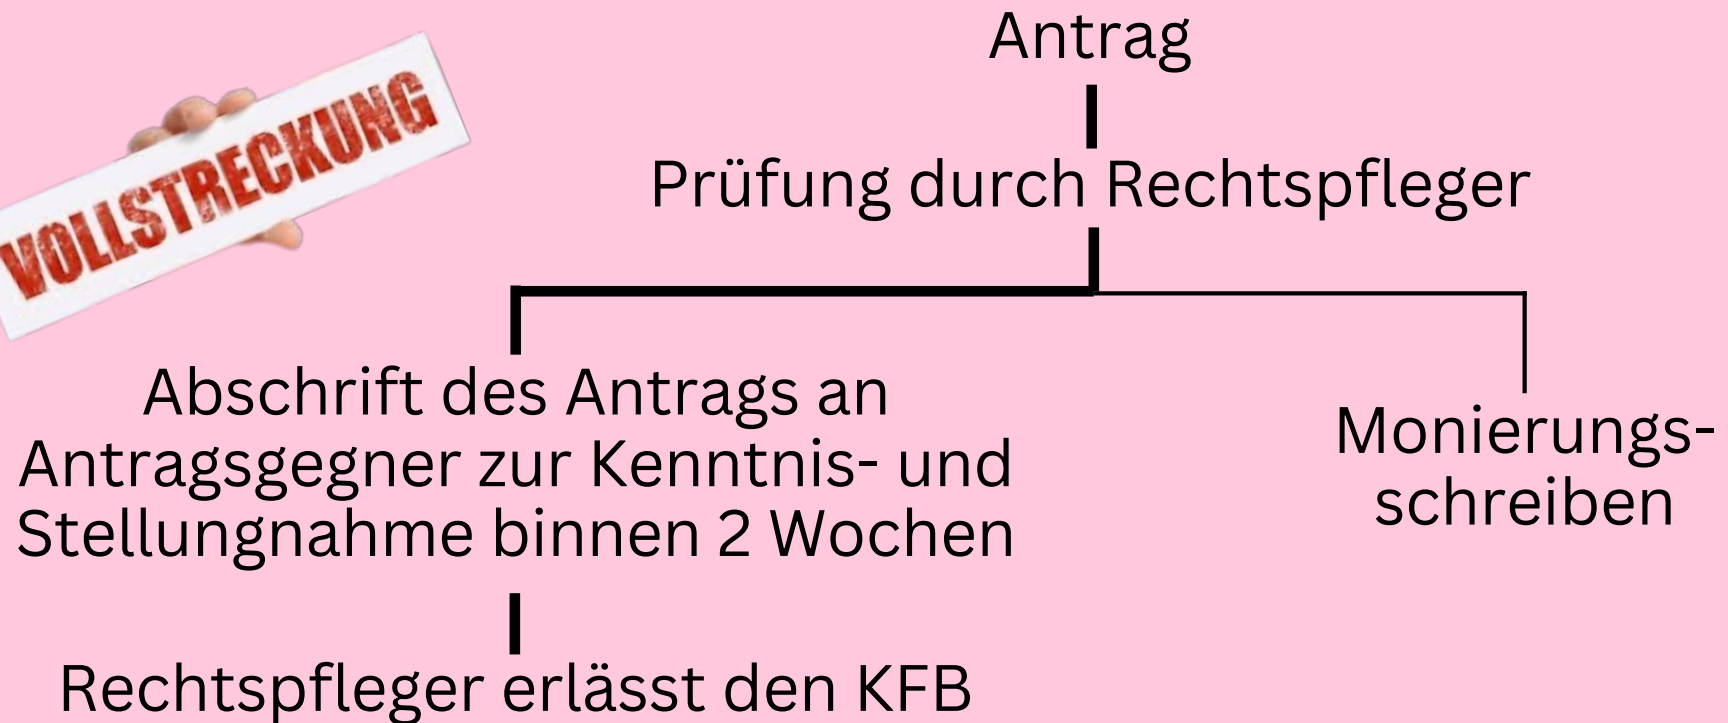 Antrag
VOLLSTRECKUNG
Prüfung durch Rechtspfleger
Abschrift des Antrags an
Antragsgegner zur Kenntnis- und
Stellungnahme binnen 2 Wochen
Monierungs-
schreiben
Rechtspfleger erlässt den KFB